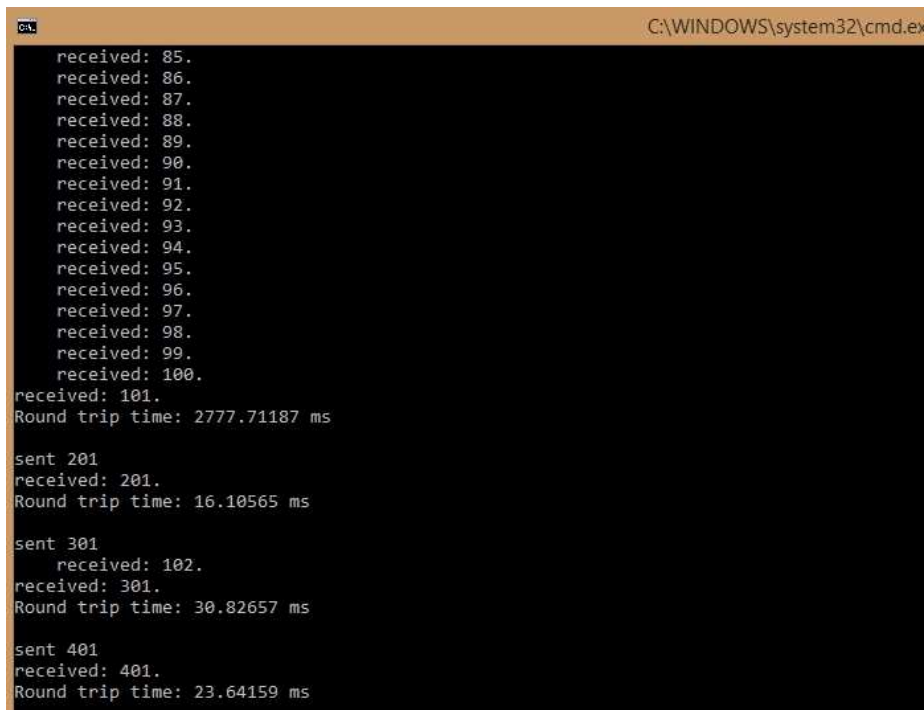 C:\WINDOWS\system32\cmd.ex
received: 85.
received: 86.
received: 87.
received: 88.
received: 89.
received: 90.
received: 91.
received: 92.
received: 93.
received: 94.
received: 95.
received: 96.
received: 97.
received: 98.
received: 99.
received: 100.
received: 101.
Round trip time: 2777.71187 ms
sent 201
received: 201.
Round trip time: 16.10565 ms
sent 301
received: 102.
received: 301.
Round trip time: 30.82657 ms
sent 401
received: 401.
Round trip time: 23.64159 ms